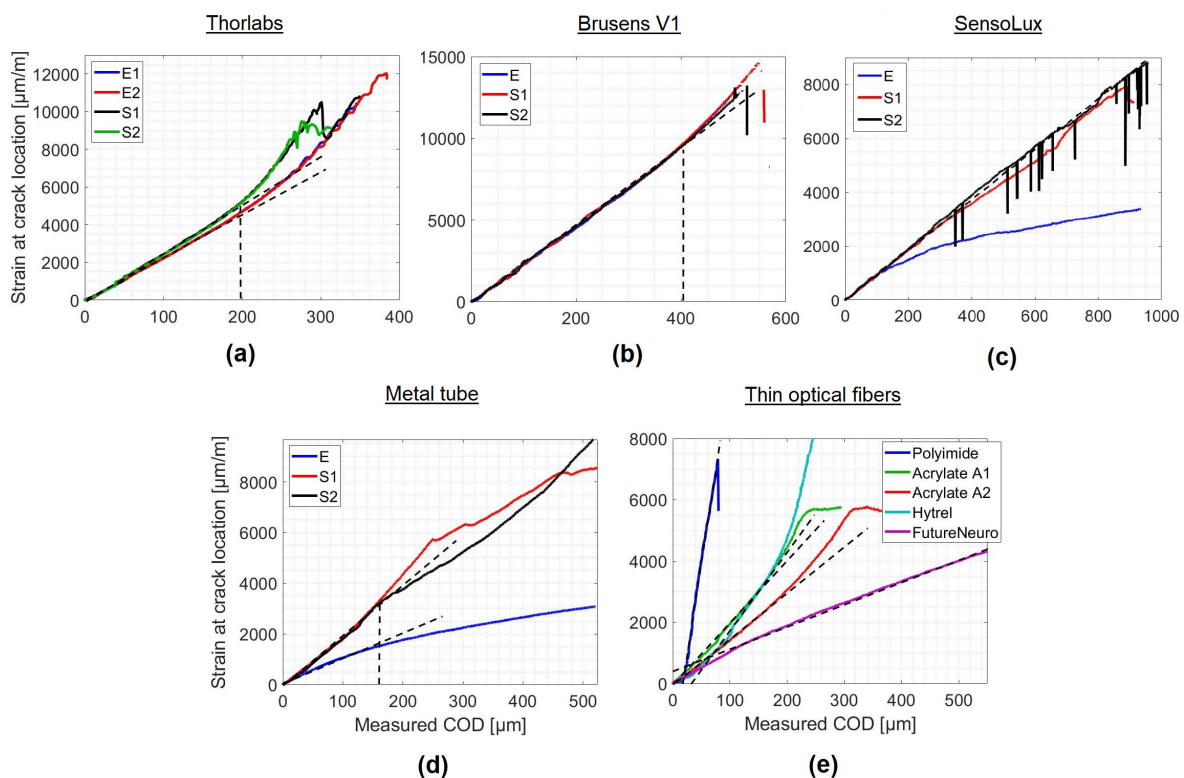 Thorlabs
Brusens V1
SensoLux
Strain at crack location [μm/m]
12000
10000
8000
6000
4000
2000
0
E1
E2
S1
S2
0 100 200 300 400
(a)
15000
10000
5000
0
E
S1
S2
0 200 400 600
(b)
8000
6000
4000
2000
0
E
S1
S2
0 200 400 600 800 1000
(c)
Metal tube
Thin optical fibers
Strain at crack location [μm/m]
8000
6000
4000
2000
0
E
S1
S2
0 100 200 300 400 500
Measured COD [μm]
(d)
8000
6000
4000
2000
0
Polyimide
Acrylate A1
Acrylate A2
Hytrel
FutureNeuro
0 100 200 300 400 500
Measured COD [μm]
(e)